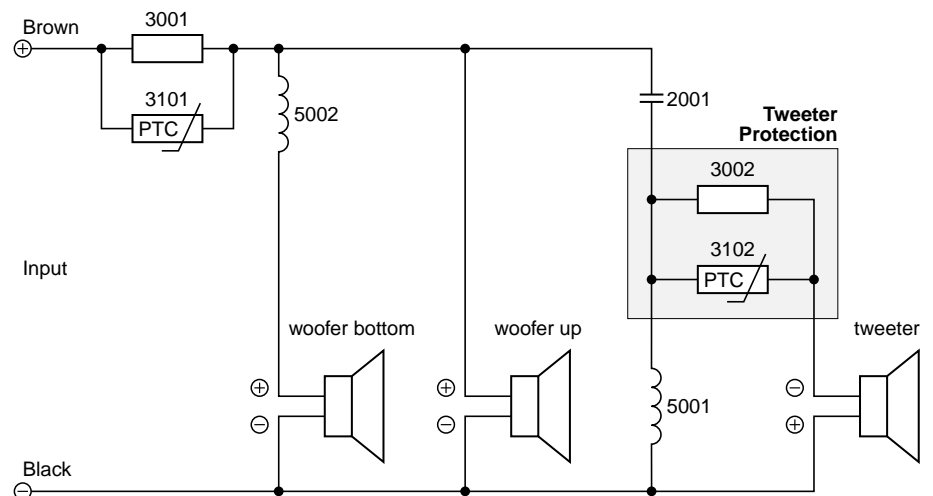 Brown
3001
3101
PTC
5002
2001
Tweeter
Protection
3002
3102
PTC
Input
woofer bottom
woofer up
tweeter
5001
Black